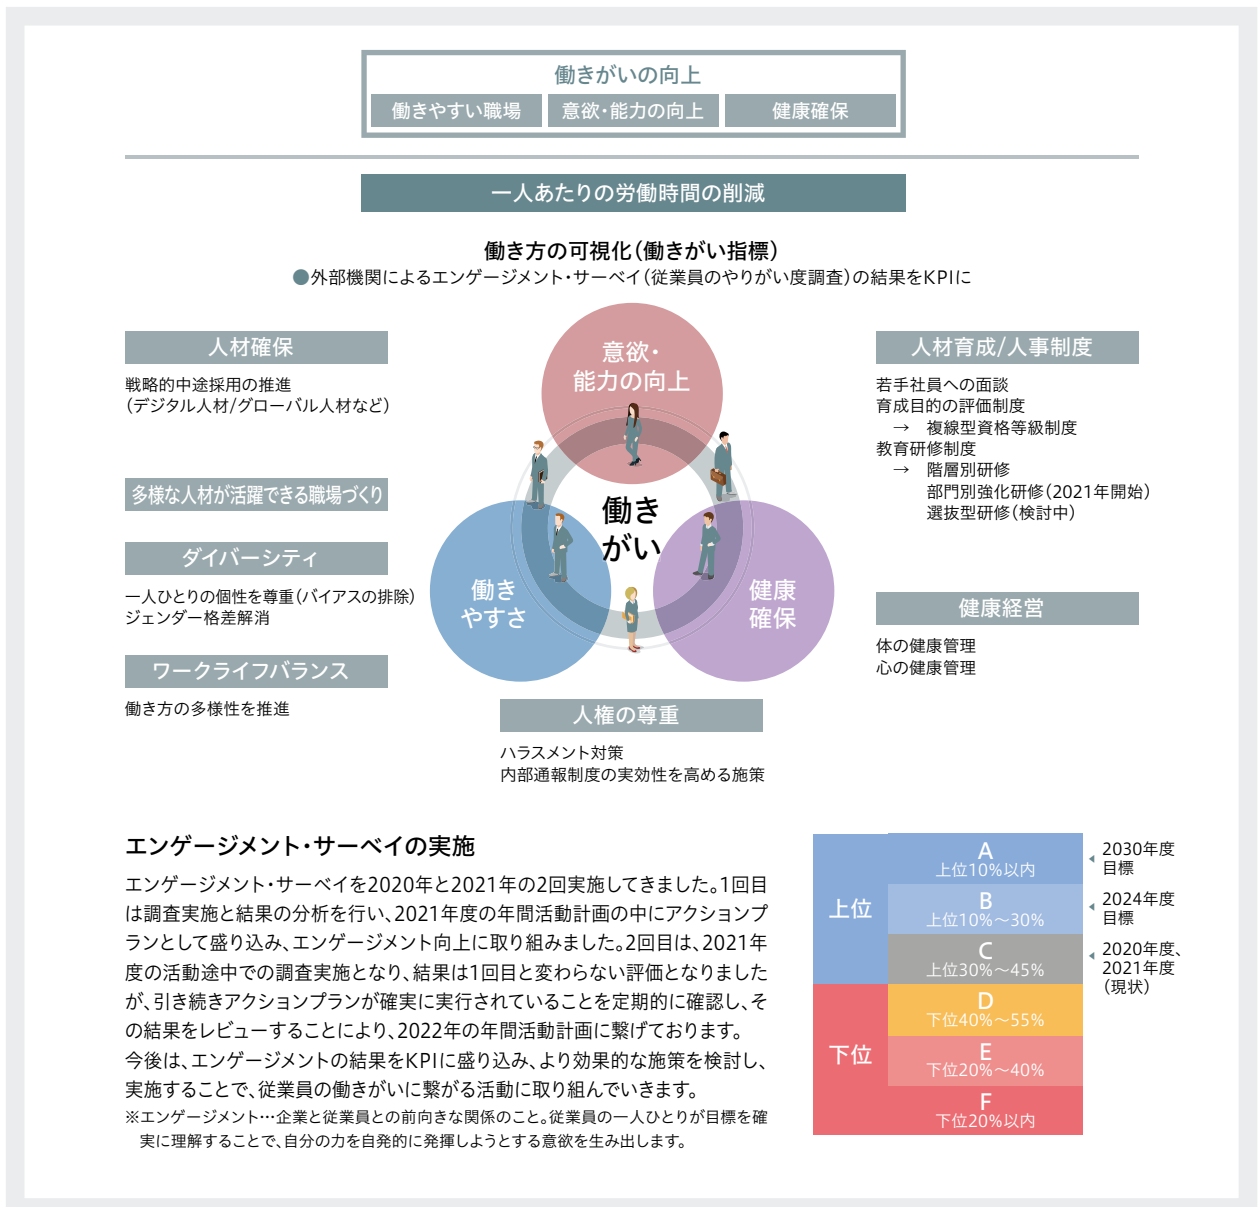 働きがいの向上
働きやすい職場
意欲・能力の向上
健康確保
一人あたりの労働時間の削減
働き方の可視化（働きがい指標）
●外部機関によるエンゲージメント・サーベイ（従業員のやりがい度調査）の結果をKPIに
人材確保
戦略的中途採用の推進
（デジタル人材/グローバル人材など）
多様な人材が活躍できる職場づくり
ダイバーシティ
一人ひとりの個性を尊重（バイアスの排除）
ジェンダー格差解消
ワークライフバランス
働き方の多様性を推進
意欲・
能力の向上
働き
がい
働き
やすさ
健康
確保
人材育成/人事制度
若手社員への面談
育成目的の評価制度
→ 複線型資格等級制度
教育研修制度
→ 階層別研修
部門別強化研修（2021年開始）
選抜型研修（検討中）
健康経営
体の健康管理
心の健康管理
人権の尊重
ハラスメント対策
内部通報制度の実効性を高める施策
エンゲージメント・サーベイの実施
エンゲージメント・サーベイを2020年と2021年の2回実施してきました。1回目
は調査実施と結果の分析を行い、2021年度の年間活動計画の中にアクションプ
ランとして盛り込み、エンゲージメント向上に取り組みました。2回目は、2021年
度の活動途中での調査実施となり、結果は1回目と変わらない評価となりました
が、引き続きアクションプランが確実に実行されていることを定期的に確認し、そ
の結果をレビューすることにより、2022年の年間活動計画に繋げております。
今後は、エンゲージメントの結果をKPIに盛り込み、より効果的な施策を検討し、
実施することで、従業員の働きがいに繋がる活動に取り組んでいきます。
※エンゲージメント…企業と従業員との前向きな関係のこと。従業員の一人ひとりが目標を確
実に理解することで、自分の力を自発的に発揮しようとする意欲を生み出します。
上位
A
上位10%以内
B
上位10%～30%
C
上位30%～45%
下位
D
下位40%～55%
E
下位20%～40%
F
下位20%以内
2030年度
目標
2024年度
目標
2020年度、
2021年度
（現状）